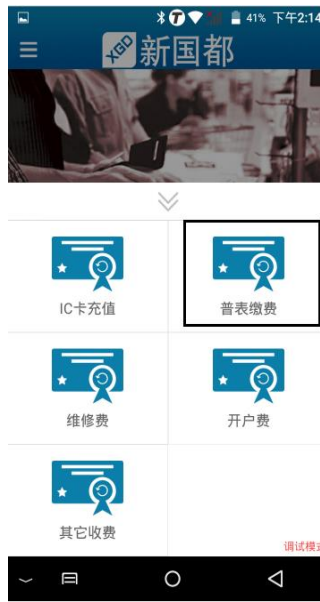 41% 下午2:14
XGD 新国都
IC卡充值
普表缴费
维修费
开户费
其它收费
调试模式